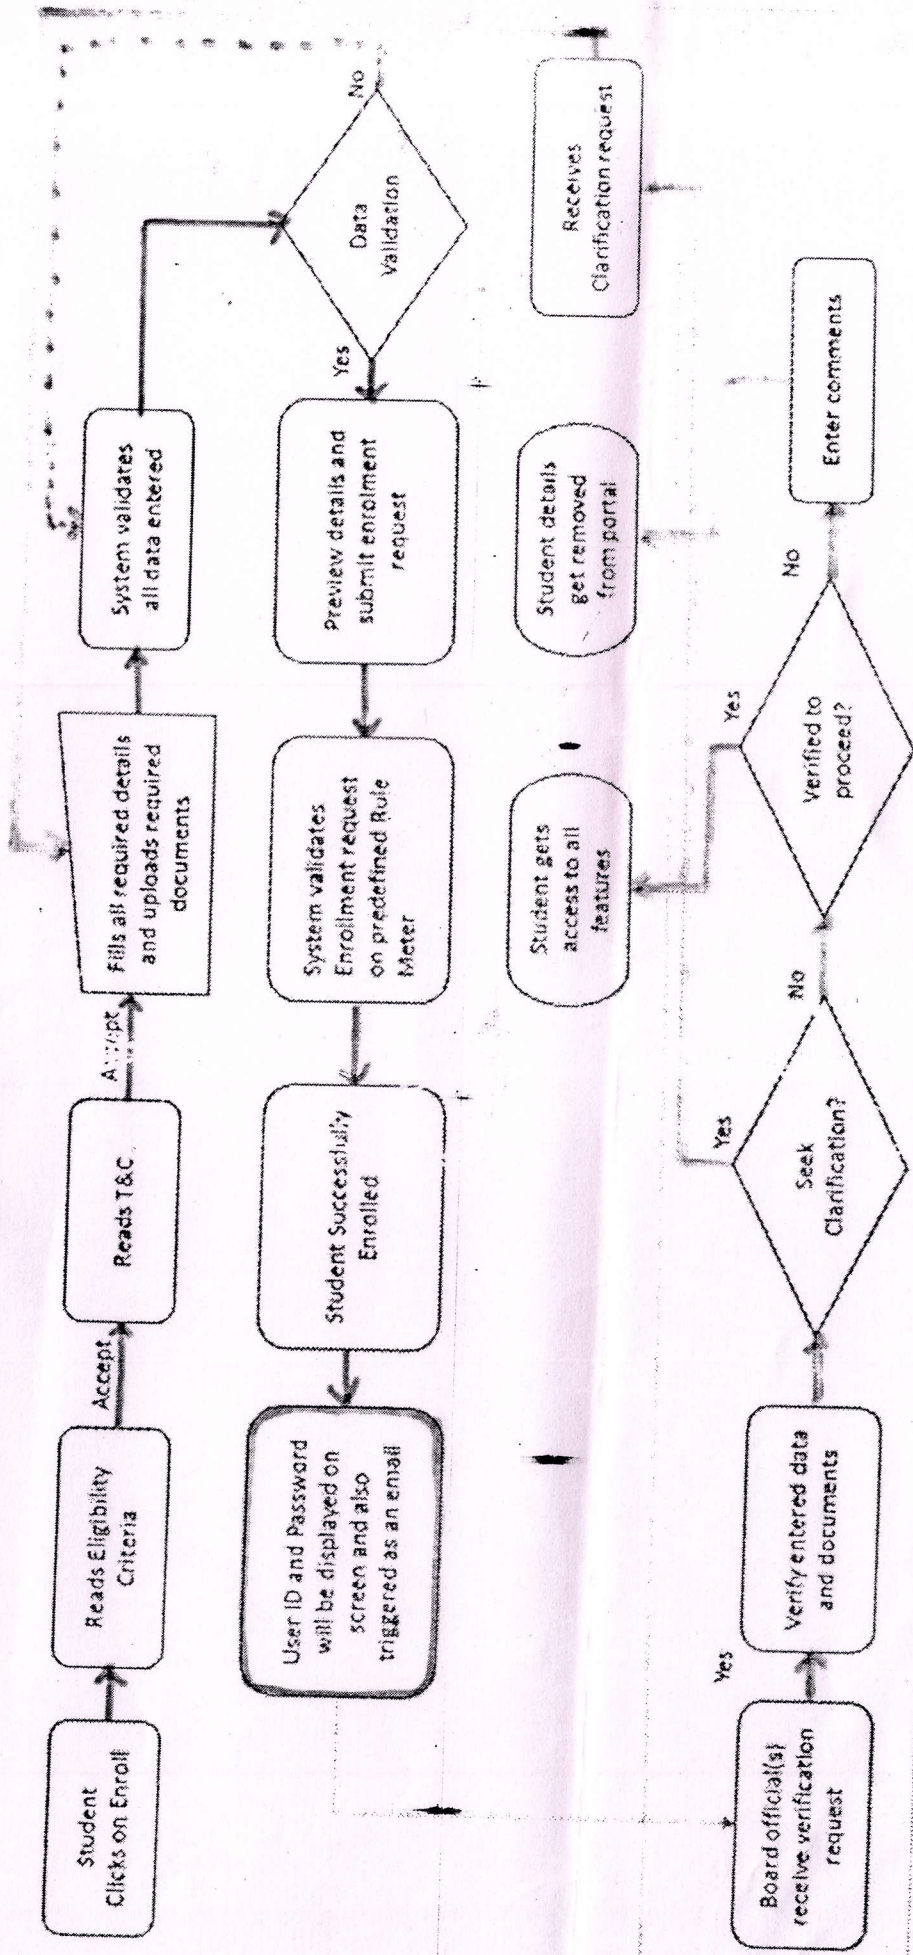 Student
Clicks on Enroll
Reads Eligibility
Criteria
Accept
Reads T&C
Fills all required details
and uploads required
documents
System validates
all data entered
Data
Validation
No
Yes
Preview details and
submit enrolment
request
System validates
Enrollment request
on predefined Rule
Meter
Student Successfully
Enrolled
User ID and Password
will be displayed on
screen and also
triggered as an email
Student gets
access to all
features
Student details
get removed
from portal
Receives
Clarification request
Board official(s)
receive verification
request
Yes
Verify entered data
and documents
Seek
Clarification?
Yes
No
Verified to
proceed?
Yes
No
Enter comments